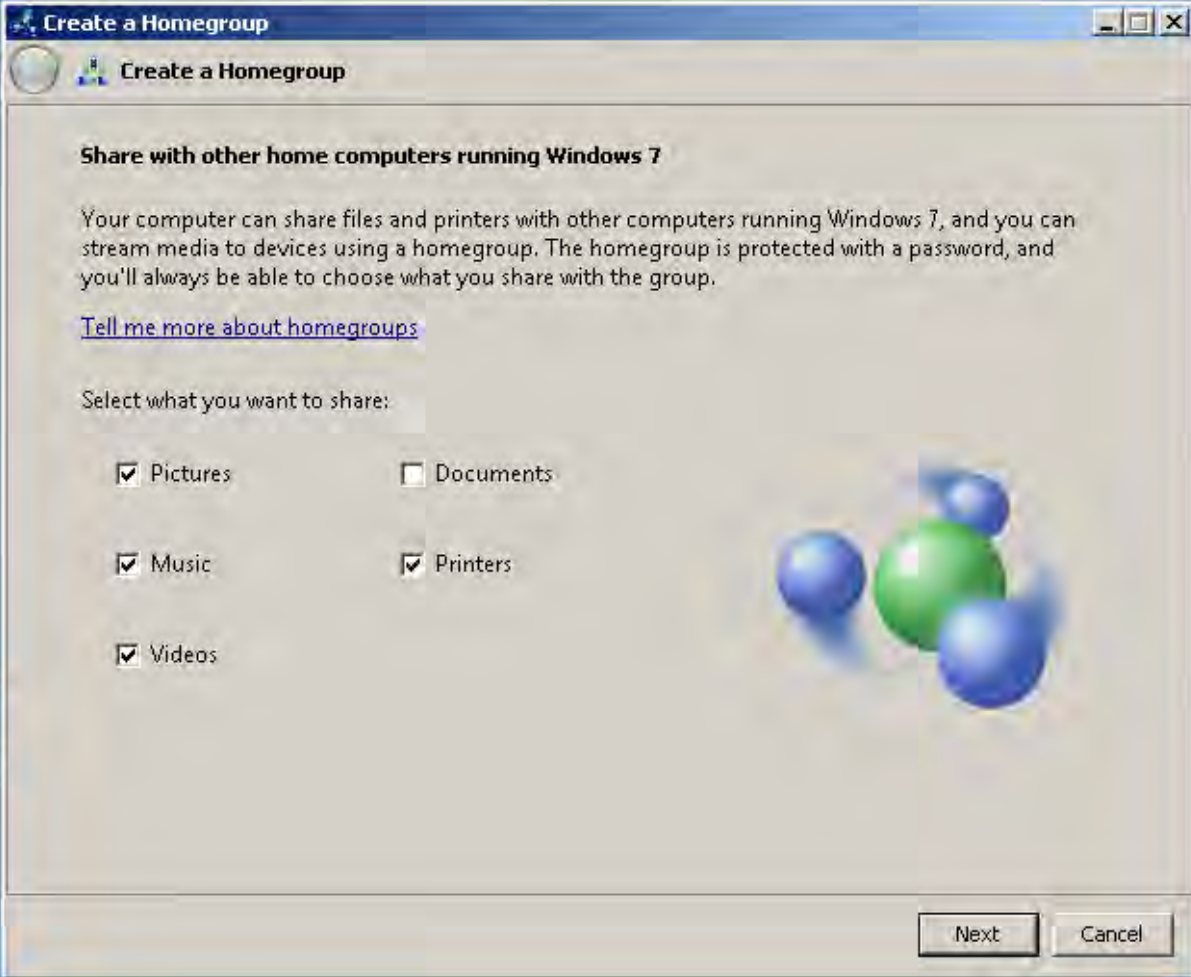 Create a Homegroup
Create a Homegroup
Share with other home computers running Windows 7
Your computer can share files and printers with other computers running Windows 7, and you can
stream media to devices using a homegroup. The homegroup is protected with a password, and
you'll always be able to choose what you share with the group.
Tell me more about homegroups
Select what you want to share:
Pictures
Documents
Music
Printers
Videos
Next
Cancel